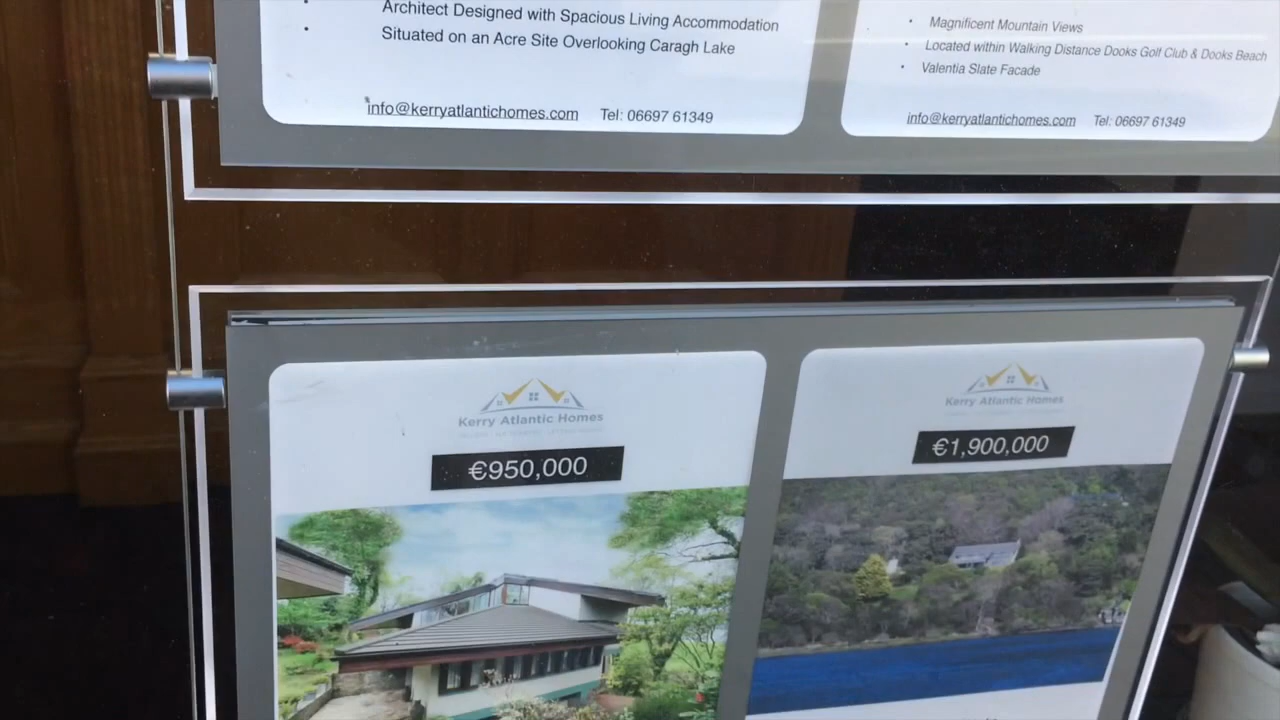 Architect Designed with Spacious Living Accommodation
Situated on an Acre Site Overlooking Caragh Lake
info@kerryatlantichomes.com Tel: 06697 61349
Magnificent Mountain Views
Located within Walking Distance Dooks Golf Club & Dooks Beach
Valentia Slate Facade
info@kerryatlantichomes.com Tel: 06697 61349
Kerry Atlantic Homes
€950,000
Kerry Atlantic Homes
€1,900,000